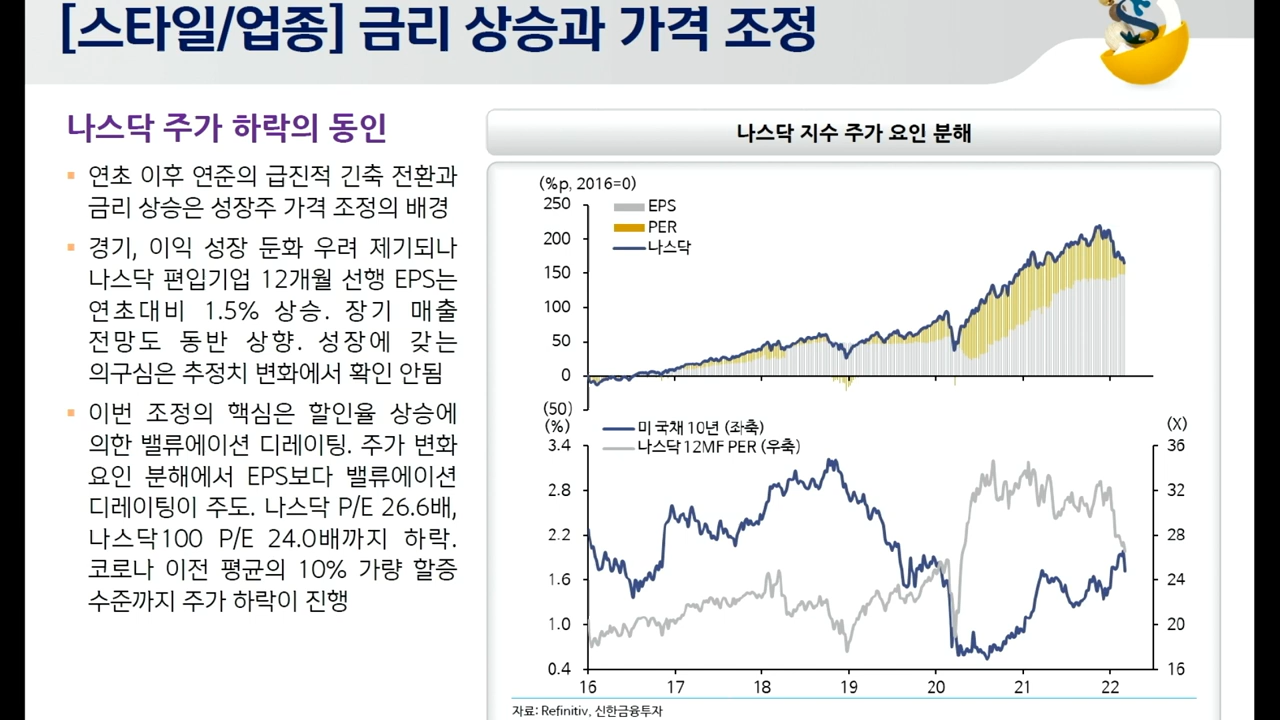 [스타일/업종] 금리 상승과 가격 조정
나스닥 주가 하락의 동인
연초 이후 연준의 급진적 긴축 전환과
금리 상승은 성장주 가격 조정의 배경
경기, 이익 성장 둔화 우려 제기되나
나스닥 편입기업 12개월 선행 EPS는
연초대비 1.5% 상승. 장기 매출
전망도 동반 상향. 성장에 갖는
의구심은 추정치 변화에서 확인 안됨
이번 조정의 핵심은 할인율 상승에
의한 밸류에이션 디레이팅. 주가 변화
요인 분해에서 EPS보다 밸류에이션
디레이팅이 주도. 나스닥 P/E 26.6배,
나스닥100 P/E 24.0배까지 하락.
코로나 이전 평균의 10% 가량 할증
수준까지 주가 하락이 진행
나스닥 지수 주가 요인 분해
(%p, 2016=0)
250
200
150
100
50
0
(50)
EPS
PER
나스닥
(%)
3.4
2.8
2.2
1.6
1.0
0.4
미 국채 10년 (좌축)
나스닥 12MF PER (우축)
(X)
36
32
28
24
20
16
16 17 18 19 20 21 22
자료: Refinitiv, 신한금융투자